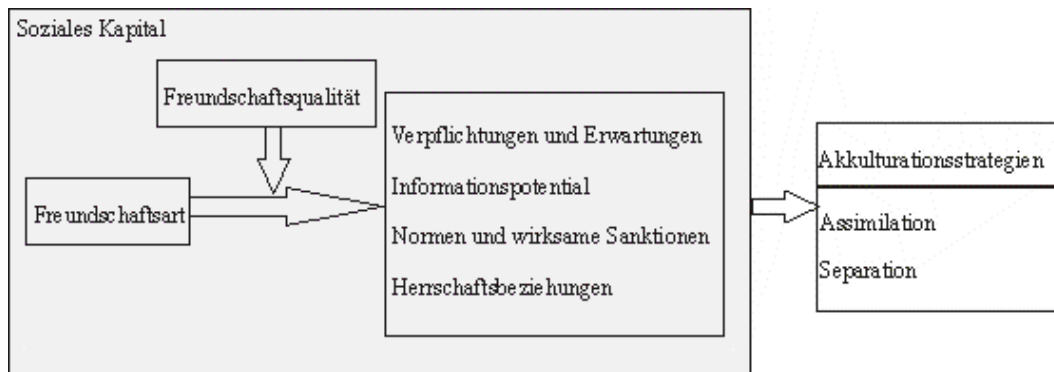 Soziales Kapital
Freundschaftsqualität
Freundschaftsart
Verpflichtungen und Erwartungen
Informationspotential
Normen und wirksame Sanktionen
Herrschaftsbeziehungen
Akkulturationsstrategien
Assimilation
Separation